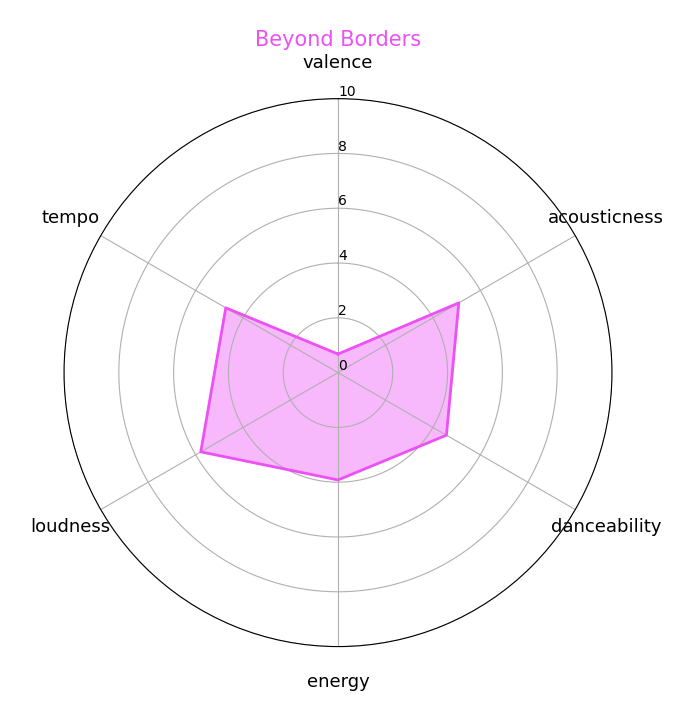 Beyond Borders
valence
10
8
6
4
2
0
tempo
acousticness
loudness
danceability
energy